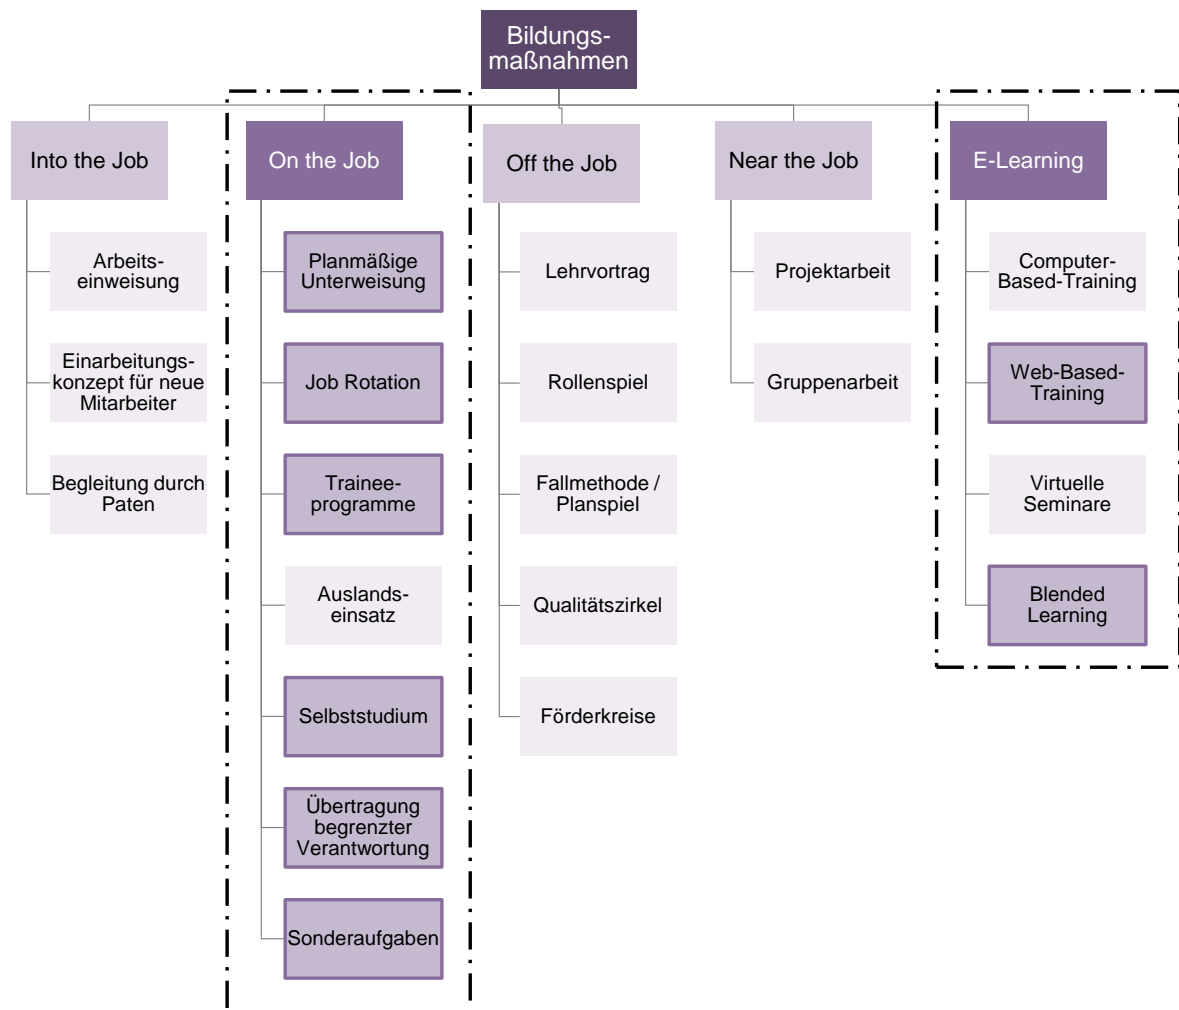 Bildungs-
maßnahmen
Into the Job
On the Job
Off the Job
Near the Job
E-Learning
Arbeits-
einweisung
Einarbeitungs-
konzept für neue
Mitarbeiter
Begleitung durch
Paten
Planmäßige
Unterweisung
Job Rotation
Trainee-
programme
Auslands-
einsatz
Selbststudium
Übertragung
begrenzter
Verantwortung
Sonderaufgaben
Lehrvortrag
Rollenspiel
Fallmethode /
Planspiel
Qualitätszirkel
Förderkreise
Projektarbeit
Gruppenarbeit
Computer-
Based-Training
Web-Based-
Training
Virtuelle
Seminare
Blended
Learning